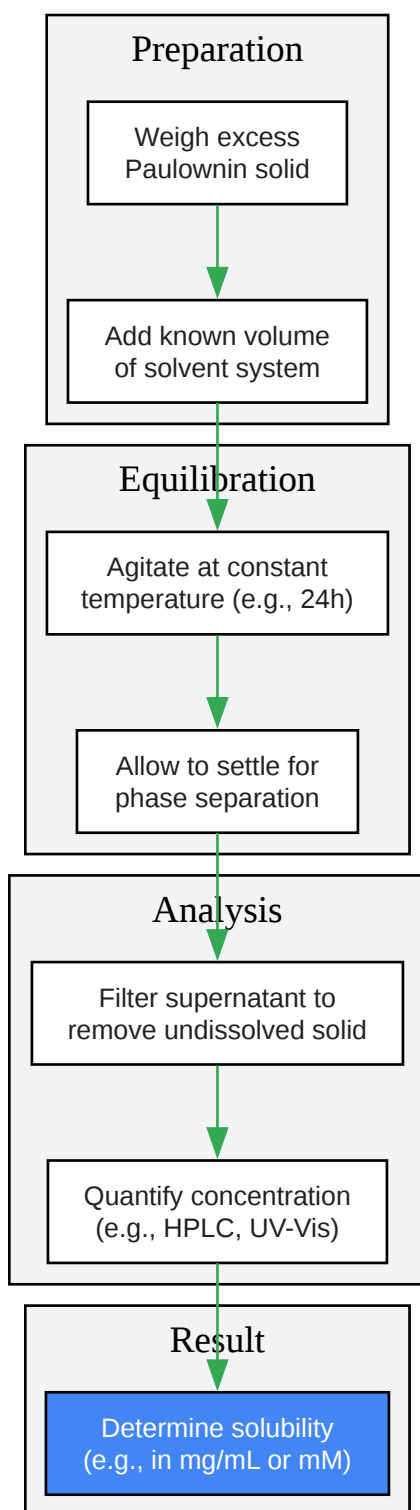 Preparation
Weigh excess
Paulownin solid
Add known volume
of solvent system
Equilibration
Agitate at constant
temperature (e.g., 24h)
Allow to settle for
phase separation
Analysis
Filter supernatant to
remove undissolved solid
Quantify concentration
(e.g., HPLC, UV-Vis)
Result
Determine solubility
(e.g., in mg/mL or mM)